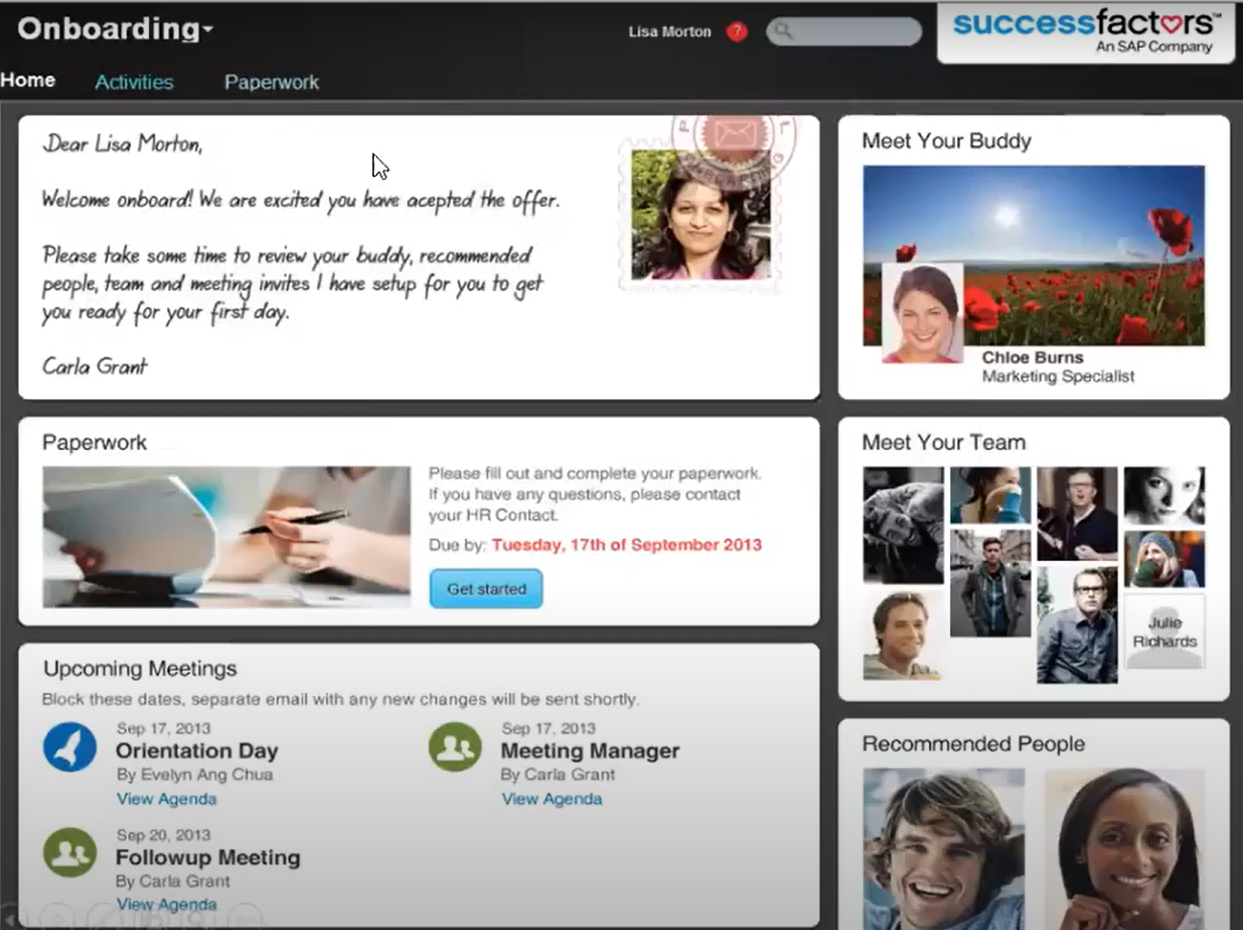 Onboarding
Lisa Morton
?
successfactors™
An SAP Company
Home
Activities
Paperwork
Dear Lisa Morton,
Welcome onboard! We are excited you have acepted the offer.
Please take some time to review your buddy, recommended
people, team and meeting invites I have setup for you to get
you ready for your first day.
Carla Grant
Meet Your Buddy
Chloe Burns
Marketing Specialist
Paperwork
Please fill out and complete your paperwork.
If you have any questions, please contact
your HR Contact.
Due by: Tuesday, 17th of September 2013
Get started
Meet Your Team
Julie
Richards
Upcoming Meetings
Block these dates, separate email with any new changes will be sent shortly.
Sep 17, 2013
Orientation Day
By Evelyn Ang Chua
View Agenda
Sep 17, 2013
Meeting Manager
By Carla Grant
View Agenda
Sep 20, 2013
Followup Meeting
By Carla Grant
View Agenda
Recommended People